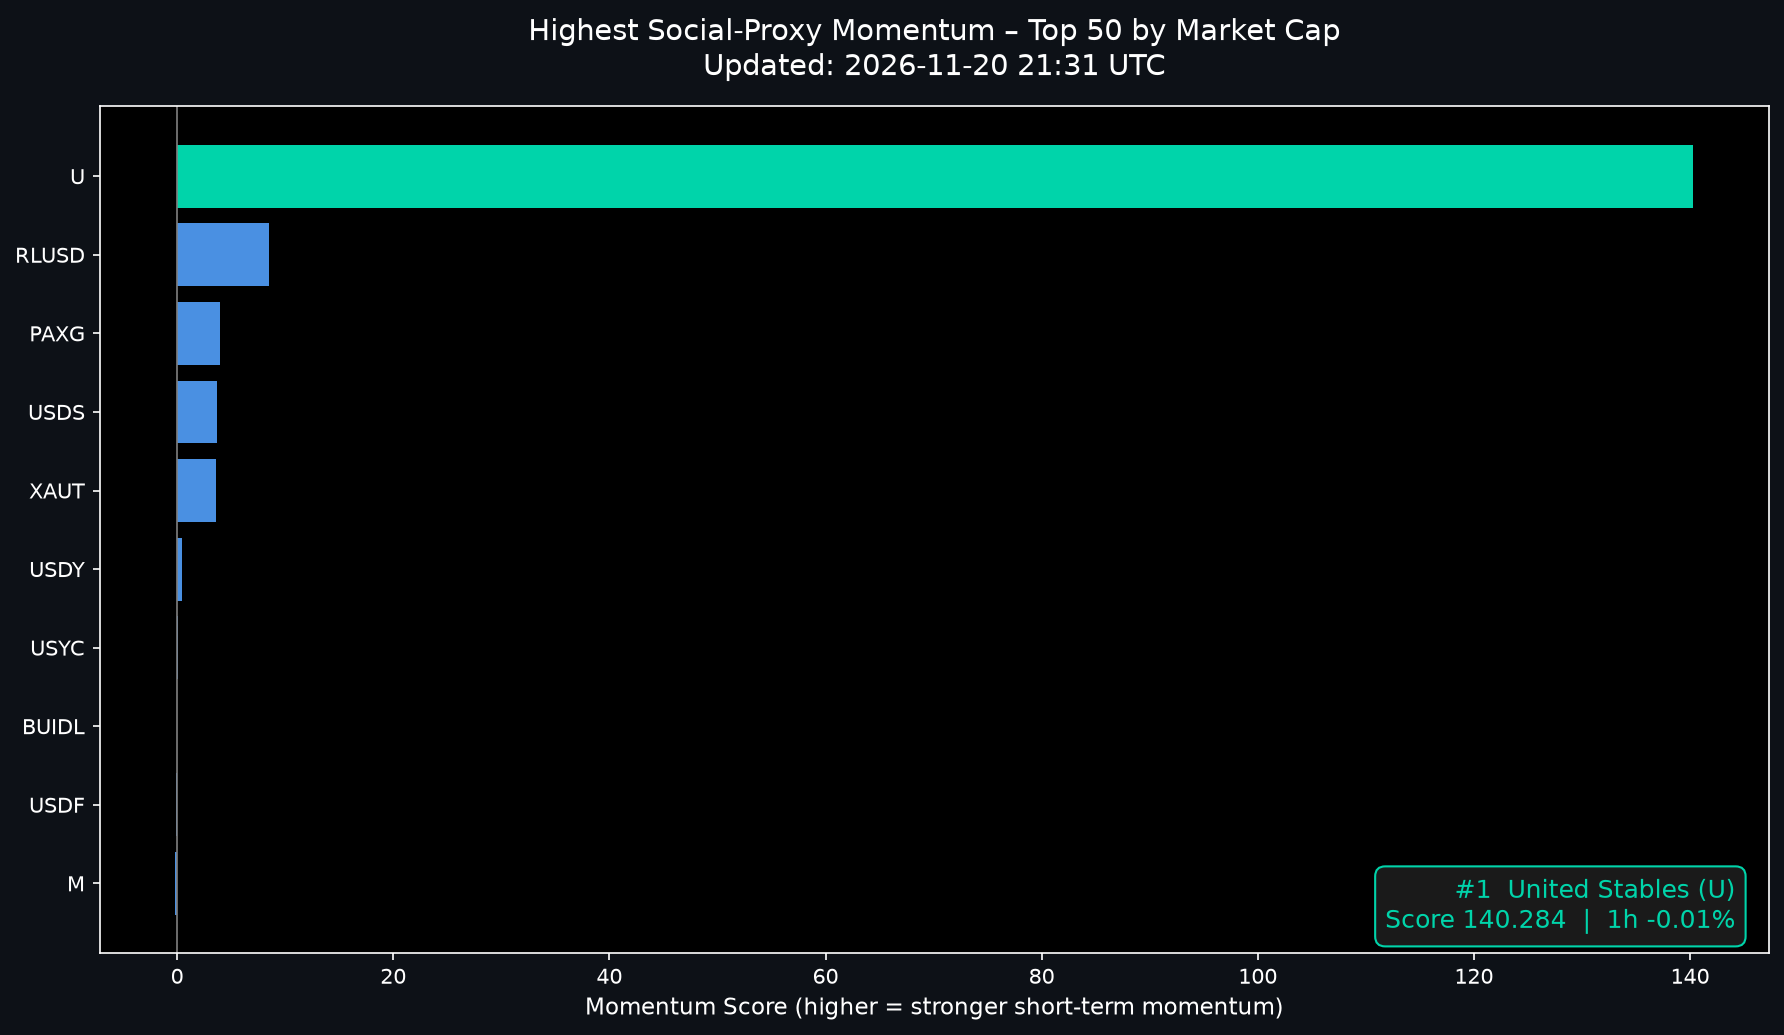 Highest Social-Proxy Momentum – Top 50 by Market Cap
Updated: 2026-11-20 21:31 UTC
U
RLUSD
PAXG
USDS
XAUT
USDY
USYC
BUIDL
USDF
M
#1  United Stables (U)
Score 140.284  |  1h -0.01%
0 20 40 60 80 100 120 140
Momentum Score (higher = stronger short-term momentum)